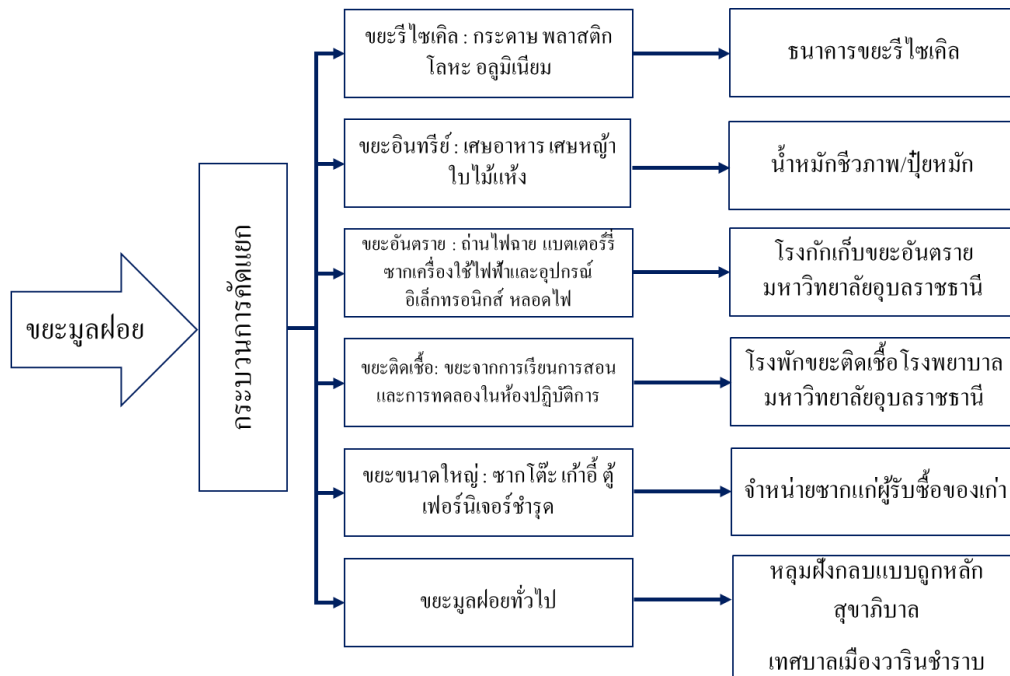 ขยะมูลฝอย
กระบวนการคัดแยก
ขยะรีไซเคิล : กระดาษ พลาสติก
โลหะ อลูมิเนียม
ธนาคารขยะรีไซเคิล
ขยะอินทรีย์ : เศษอาหาร เศษหญ้า
ใบไม้แห้ง
น้ำหมักชีวภาพ/ปุ๋ยหมัก
ขยะอันตราย : ถ่านไฟฉาย แบตเตอร์รี่
ซากเครื่องใช้ไฟฟ้าและอุปกรณ์
อิเล็กทรอนิกส์ หลอดไฟ
โรงกักเก็บขยะอันตราย
มหาวิทยาลัยอุบลราชธานี
ขยะติดเชื้อ: ขยะจากการเรียนการสอน
และการทดลองในห้องปฏิบัติการ
โรงพักขยะติดเชื้อ โรงพยาบาล
มหาวิทยาลัยอุบลราชธานี
ขยะขนาดใหญ่ : ซากโต๊ะ เก้าอี้ ตู้
เฟอร์นิเจอร์ชำรุด
จำหน่ายซากแก่ผู้รับซื้อของเก่า
ขยะมูลฝอยทั่วไป
หลุมฝังกลบแบบถูกหลัก
สุขาภิบาล
เทศบาลเมืองวารินชำราบ